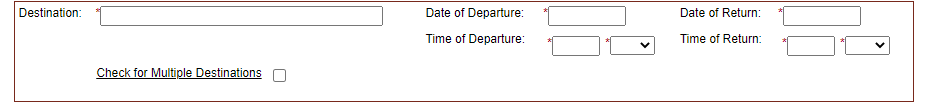 Destination: * Date of Departure: * Date of Return: *
Time of Departure: * * Time of Return: * *
Check for Multiple Destinations